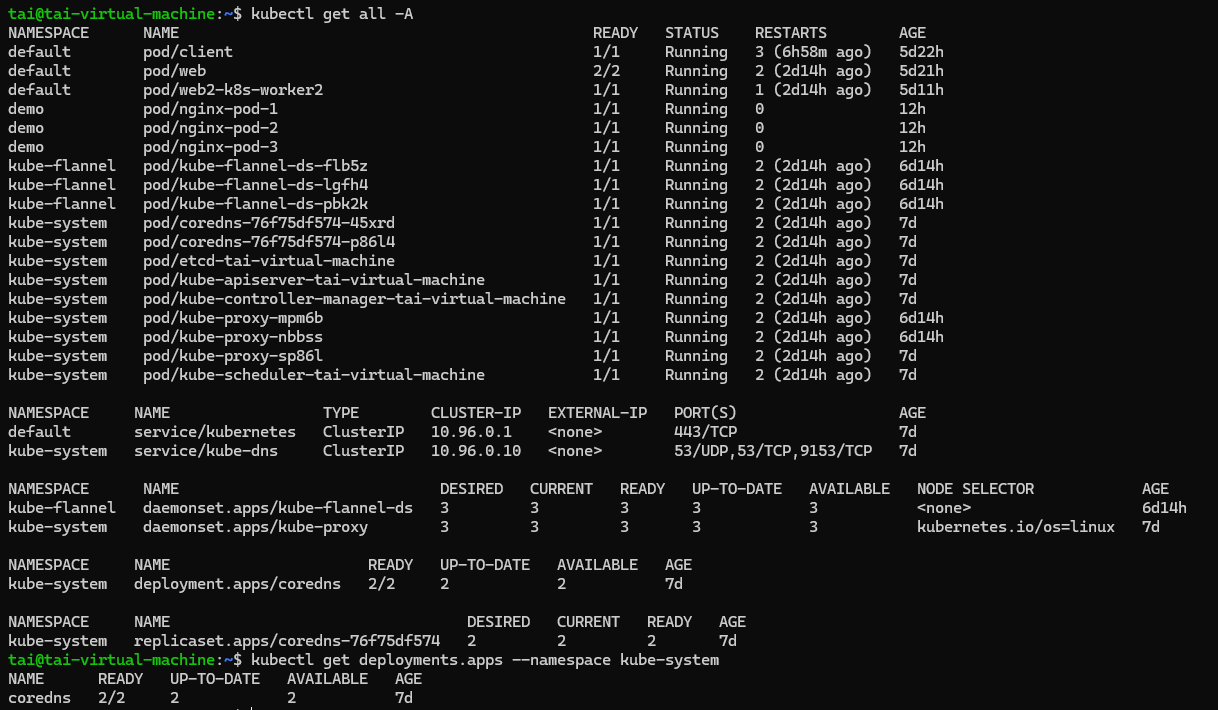 tai@tai-virtual-machine:~$ kubectl get all -A
NAMESPACE NAME READY STATUS RESTARTS AGE
default pod/client 1/1 Running 3 (6h58m ago) 5d22h
default pod/web 2/2 Running 2 (2d14h ago) 5d21h
default pod/web2-k8s-worker2 1/1 Running 1 (2d14h ago) 5d11h
demo pod/nginx-pod-1 1/1 Running 0 12h
demo pod/nginx-pod-2 1/1 Running 0 12h
demo pod/nginx-pod-3 1/1 Running 0 12h
kube-flannel pod/kube-flannel-ds-flb5z 1/1 Running 2 (2d14h ago) 6d14h
kube-flannel pod/kube-flannel-ds-lgfh4 1/1 Running 2 (2d14h ago) 6d14h
kube-flannel pod/kube-flannel-ds-pbk2k 1/1 Running 2 (2d14h ago) 6d14h
kube-system pod/coredns-76f75df574-45xrd 1/1 Running 2 (2d14h ago) 7d
kube-system pod/coredns-76f75df574-p86l4 1/1 Running 2 (2d14h ago) 7d
kube-system pod/etcd-tai-virtual-machine 1/1 Running 2 (2d14h ago) 7d
kube-system pod/kube-apiserver-tai-virtual-machine 1/1 Running 2 (2d14h ago) 7d
kube-system pod/kube-controller-manager-tai-virtual-machine 1/1 Running 2 (2d14h ago) 7d
kube-system pod/kube-proxy-mpm6b 1/1 Running 2 (2d14h ago) 6d14h
kube-system pod/kube-proxy-nbbss 1/1 Running 2 (2d14h ago) 6d14h
kube-system pod/kube-proxy-sp86l 1/1 Running 2 (2d14h ago) 7d
kube-system pod/kube-scheduler-tai-virtual-machine 1/1 Running 2 (2d14h ago) 7d
NAMESPACE NAME TYPE CLUSTER-IP EXTERNAL-IP PORT(S) AGE
default service/kubernetes ClusterIP 10.96.0.1 <none> 443/TCP 7d
kube-system service/kube-dns ClusterIP 10.96.0.10 <none> 53/UDP,53/TCP,9153/TCP 7d
NAMESPACE NAME DESIRED CURRENT READY UP-TO-DATE AVAILABLE NODE SELECTOR AGE
kube-flannel daemonset.apps/kube-flannel-ds 3 3 3 3 3 <none> 6d14h
kube-system daemonset.apps/kube-proxy 3 3 3 3 3 kubernetes.io/os=linux 7d
NAMESPACE NAME READY UP-TO-DATE AVAILABLE AGE
kube-system deployment.apps/coredns 2/2 2 2 7d
NAMESPACE NAME DESIRED CURRENT READY AGE
kube-system replicaset.apps/coredns-76f75df574 2 2 2 7d
tai@tai-virtual-machine:~$ kubectl get deployments.apps --namespace kube-system
NAME READY UP-TO-DATE AVAILABLE AGE
coredns 2/2 2 2 7d